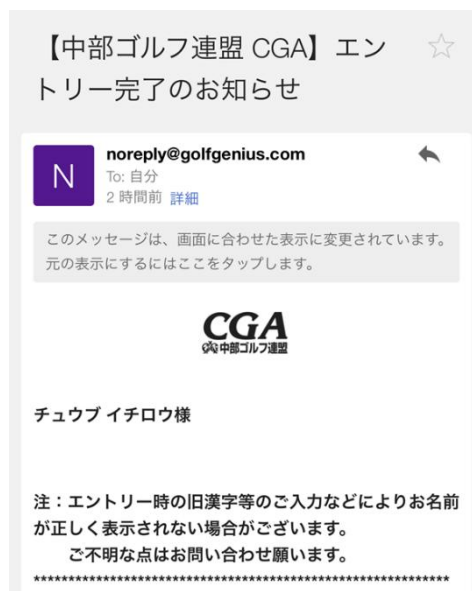 【中部ゴルフ連盟 CGA】エン
トリー完了のお知らせ
N
noreply@golfgenius.com
To: 自分
2 時間前 詳細
このメッセージは、画面に合わせた表示に変更されています。
元の表示にするにはここをタップします。
CGA
中部ゴルフ連盟
チュウブ イチロウ様
注：エントリー時の旧漢字等のご入力などによりお名前
が正しく表示されない場合がございます。
ご不明な点はお問い合わせ願います。
************************************************************